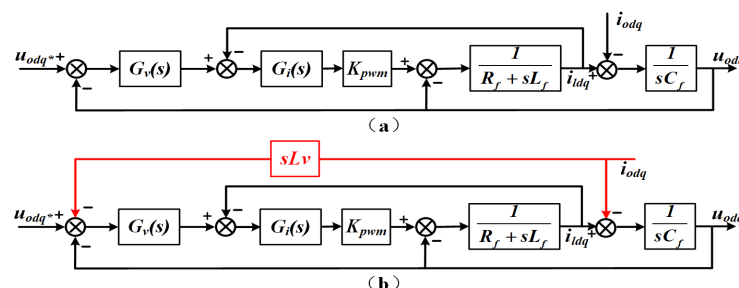 i_odq
u_odq*+ G_v(s) + − G_i(s) K_pwm + − 1 / R_f + sL_f i_ldq + − 1 / sC_f u_odq
− −
（a）
sLv
i_odq
− −
u_odq*+ G_v(s) + − G_i(s) K_pwm + − 1 / R_f + sL_f i_ldq + 1 / sC_f u_odq
− −
（b）